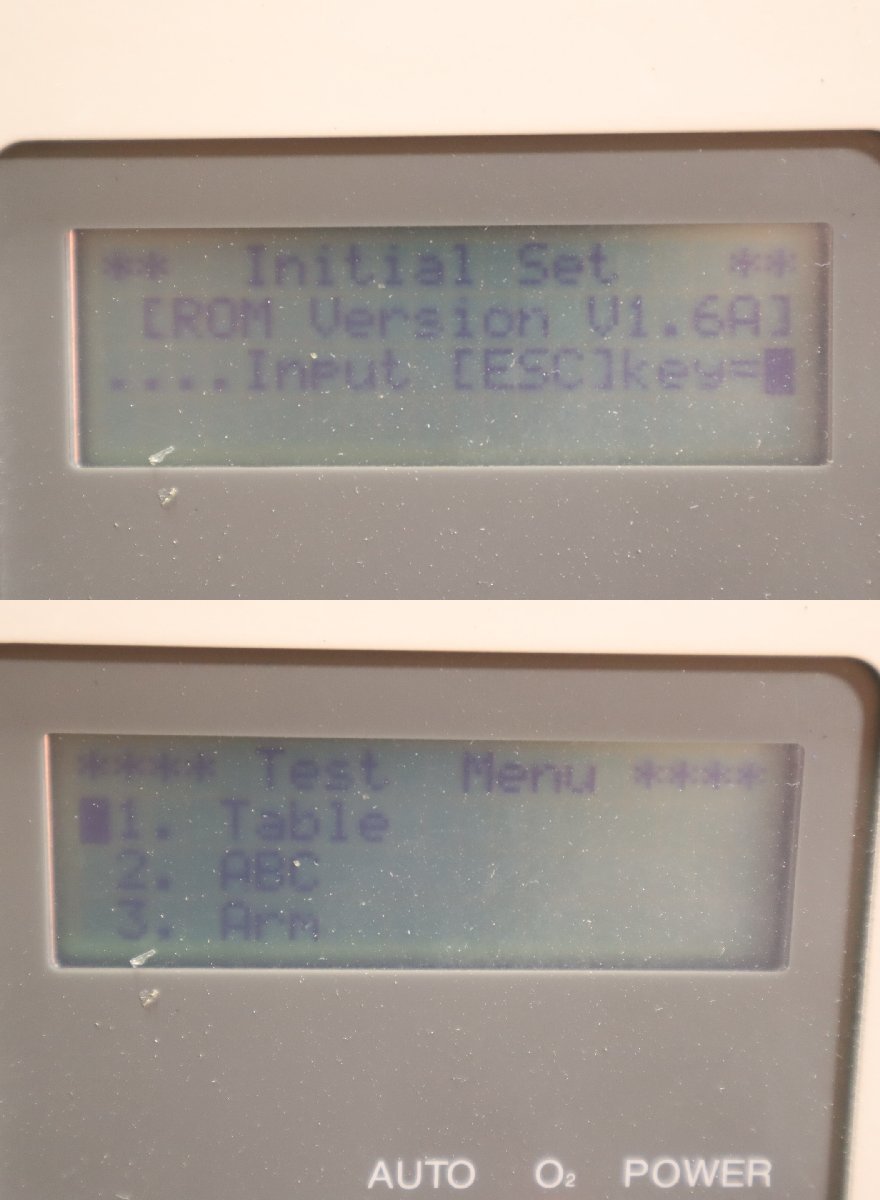 ** Initial Set **
[ROM Version V1.6A]
....Input [ESC]key=
**** Test Menu ****
1. Table
2. ABC
3. Arm
AUTO O₂ POWER